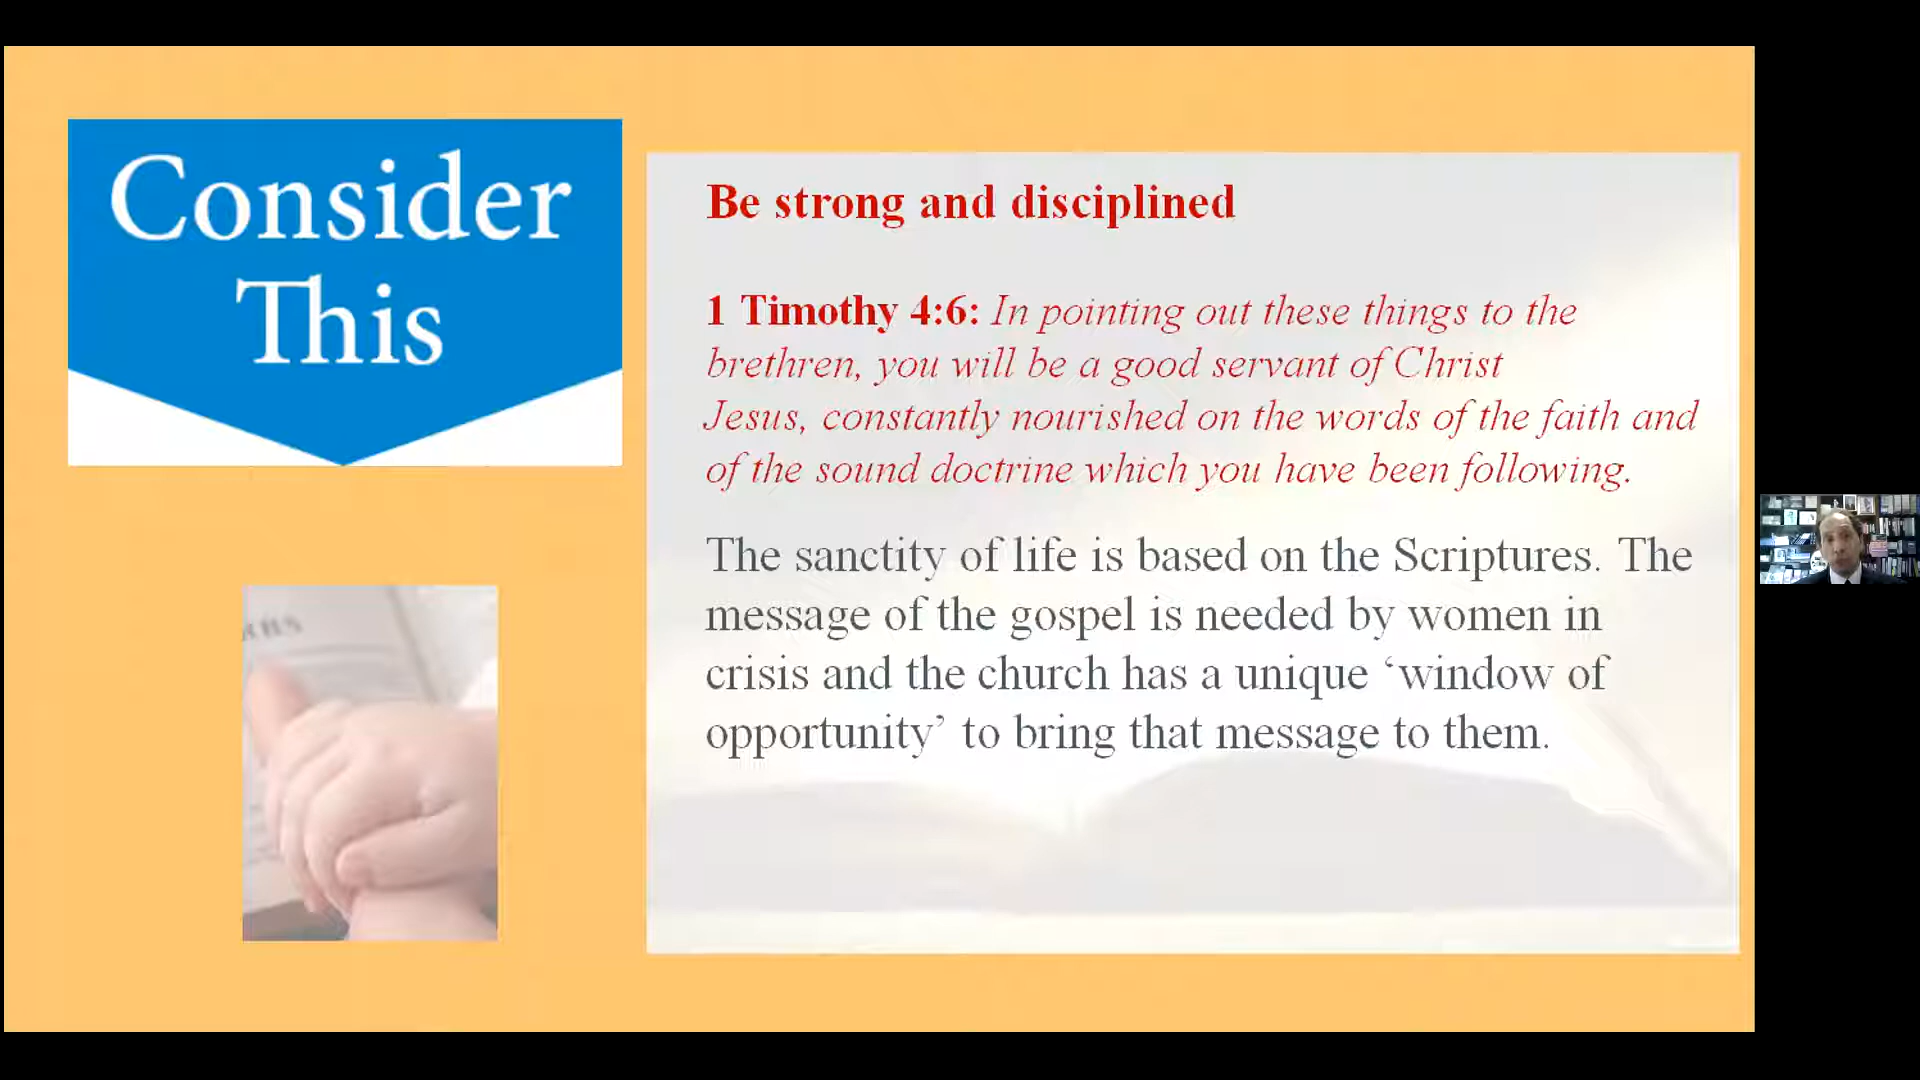 Consider
This
Be strong and disciplined
1 Timothy 4:6: In pointing out these things to the
brethren, you will be a good servant of Christ
Jesus, constantly nourished on the words of the faith and
of the sound doctrine which you have been following.
The sanctity of life is based on the Scriptures. The
message of the gospel is needed by women in
crisis and the church has a unique ‘window of
opportunity’ to bring that message to them.